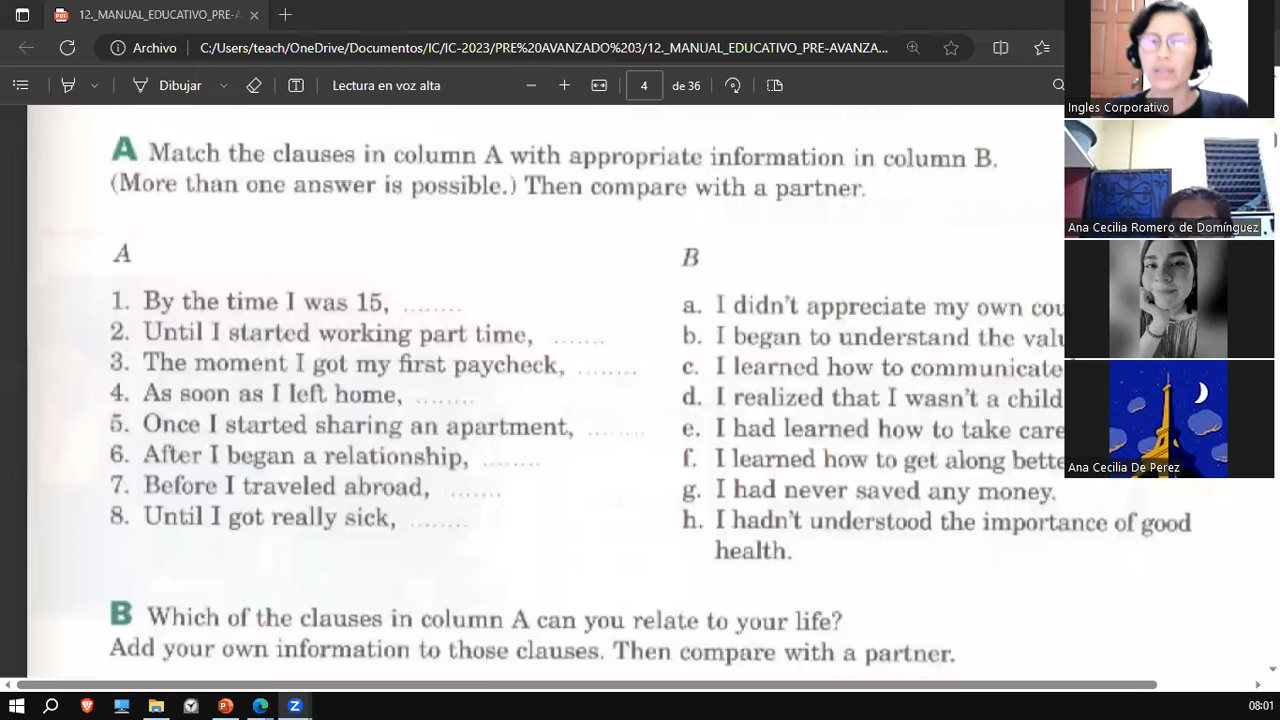 12._MANUAL_EDUCATIVO_PRE-A
Archivo
C:/Users/teach/OneDrive/Documentos/IC/IC-2023/PRE%20AVANZADO%203/12._MANUAL_EDUCATIVO_PRE-AVANZA...
Dibujar
Lectura en voz alta
4
de 36
A Match the clauses in column A with appropriate information in column B.
(More than one answer is possible.) Then compare with a partner.
A
1. By the time I was 15, ........
2. Until I started working part time, .......
3. The moment I got my first paycheck, ........
4. As soon as I left home, ........
5. Once I started sharing an apartment, ........
6. After I began a relationship, ........
7. Before I traveled abroad, .......
8. Until I got really sick, ........
B
a. I didn't appreciate my own cou
b. I began to understand the valu
c. I learned how to communicate
d. I realized that I wasn't a child
e. I had learned how to take care
f. I learned how to get along bette
g. I had never saved any money.
h. I hadn't understood the importance of good
health.
B Which of the clauses in column A can you relate to your life?
Add your own information to those clauses. Then compare with a partner.
Ingles Corporativo
Ana Cecilia Romero de Domínguez
Ana Cecilia De Perez
08:01